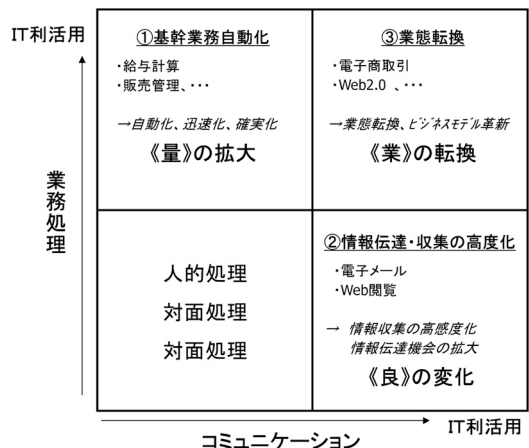 IT利活用
業務処理
①基幹業務自動化
・給与計算
・販売管理、・・・
→自動化、迅速化、確実化
《量》の拡大
③業態転換
・電子商取引
・Web2.0 、・・・
→業態転換、ビジネスモデル革新
《業》の転換
人的処理
対面処理
対面処理
②情報伝達・収集の高度化
・電子メール
・Web閲覧
→ 情報収集の高感度化
情報伝達機会の拡大
《良》の変化
コミュニケーション
IT利活用